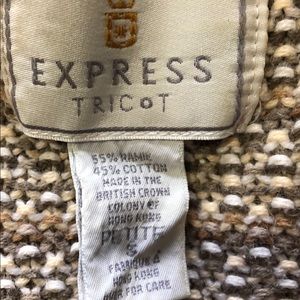 EXPRESS
TRICOT
55% RAMIE
45% COTTON
MADE IN THE
BRITISH CROWN
COLONY OF
HONG KONG
PETITE
S
FABRIQUE A
HONG KONG
FOR CARE